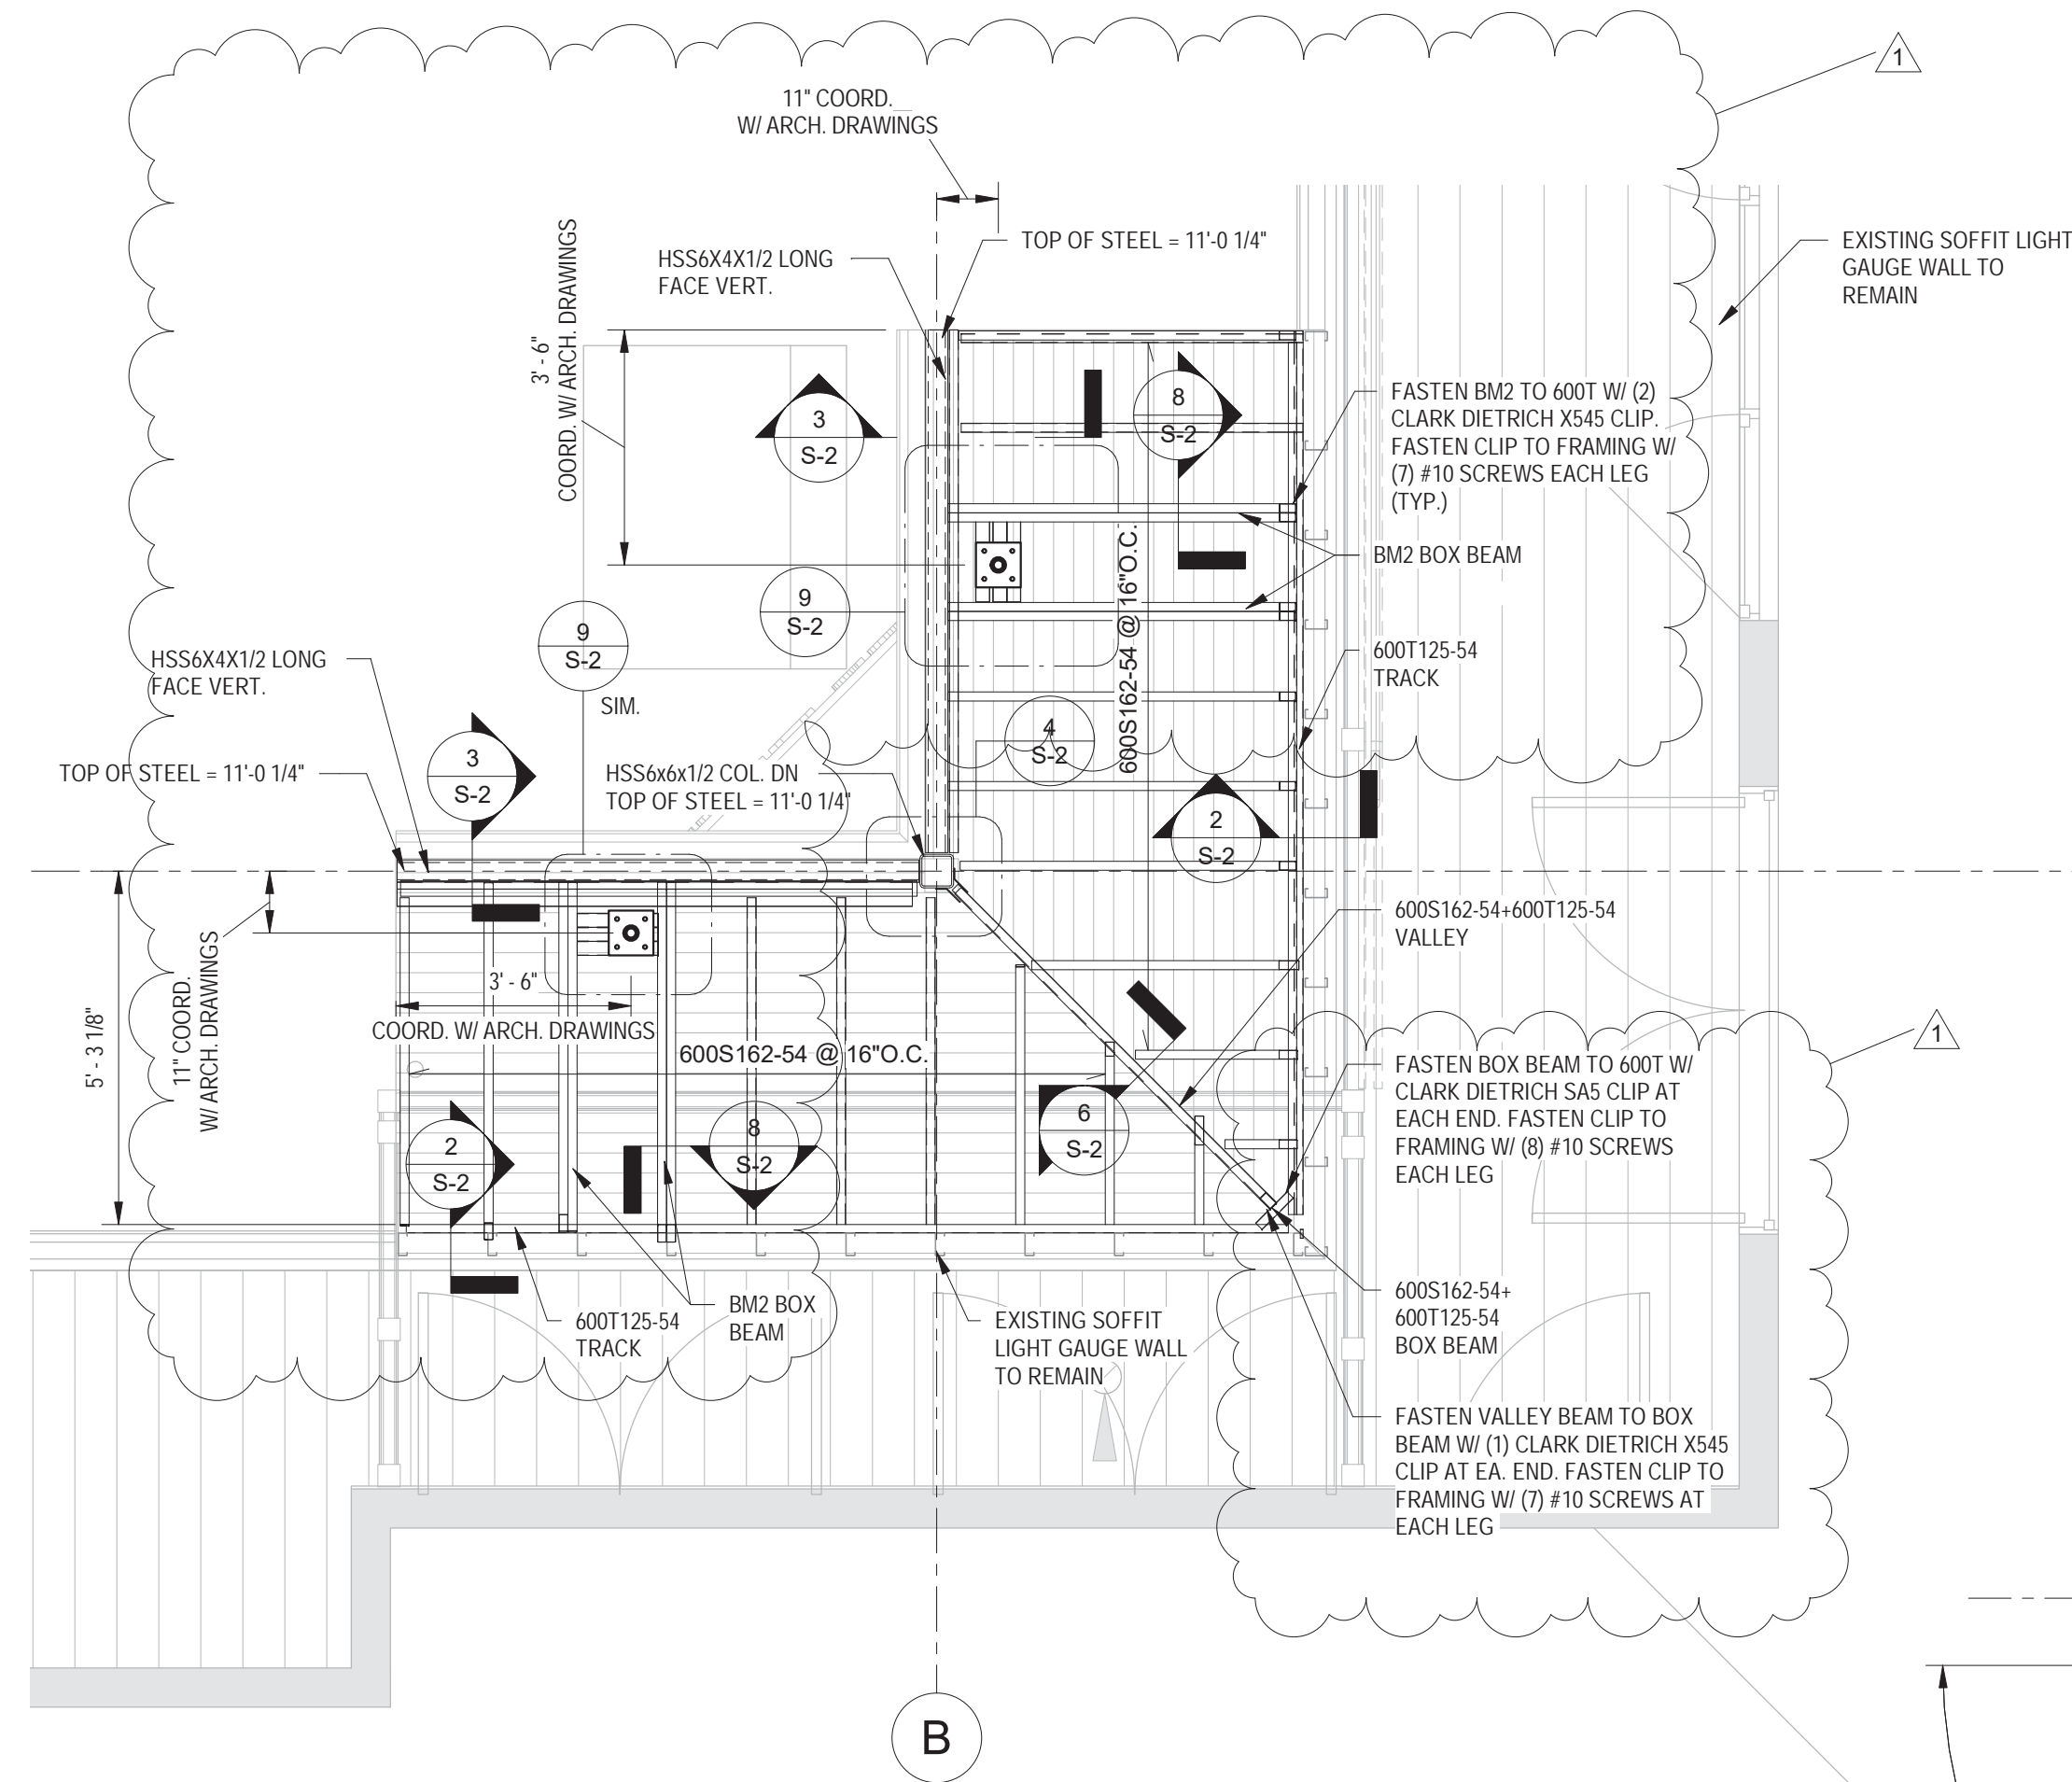 1
11" COORD.
W/ ARCH. DRAWINGS
TOP OF STEEL = 11'-0 1/4"
HSS6X4X1/2 LONG
FACE VERT.
EXISTING SOFFIT LIGHT
GAUGE WALL TO
REMAIN
3' - 6"
COORD. W/ ARCH. DRAWINGS
3
S-2
8
S-2
FASTEN BM2 TO 600T W/ (2)
CLARK DIETRICH X545 CLIP.
FASTEN CLIP TO FRAMING W/
(7) #10 SCREWS EACH LEG
(TYP.)
BM2 BOX BEAM
600S162-54 @ 16"O.C.
9
S-2
9
S-2
SIM.
HSS6X4X1/2 LONG
FACE VERT.
600T125-54
TRACK
4
S-2
3
S-2
TOP OF STEEL = 11'-0 1/4"
HSS6x6x1/2 COL. DN
TOP OF STEEL = 11'-0 1/4"
2
S-2
600S162-54+600T125-54
VALLEY
5' - 3 1/8"
11" COORD.
W/ ARCH. DRAWINGS
3' - 6"
COORD. W/ ARCH. DRAWINGS
600S162-54 @ 16"O.C.
1
FASTEN BOX BEAM TO 600T W/
CLARK DIETRICH SA5 CLIP AT
EACH END. FASTEN CLIP TO
FRAMING W/ (8) #10 SCREWS
EACH LEG
6
S-2
2
S-2
8
S-2
600T125-54
TRACK
BM2 BOX
BEAM
EXISTING SOFFIT
LIGHT GAUGE WALL
TO REMAIN
600S162-54+
600T125-54
BOX BEAM
FASTEN VALLEY BEAM TO BOX
BEAM W/ (1) CLARK DIETRICH X545
CLIP AT EA. END. FASTEN CLIP TO
FRAMING W/ (7) #10 SCREWS AT
EACH LEG
B